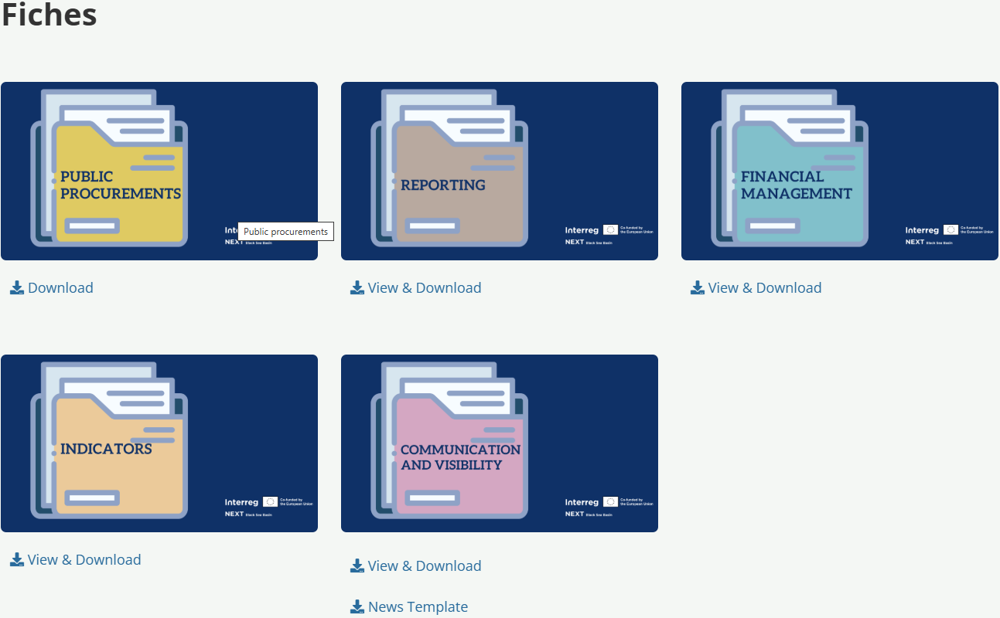 Fiches
PUBLIC
PROCUREMENTS
Public procurements
NEXT Black Sea Basin
REPORTING
Interreg
Co-funded by
the European Union
NEXT Black Sea Basin
FINANCIAL
MANAGEMENT
Interreg
Co-funded by
the European Union
NEXT Black Sea Basin
Download
View & Download
View & Download
INDICATORS
Interreg
Co-funded by
the European Union
NEXT Black Sea Basin
COMMUNICATION
AND VISIBILITY
Interreg
Co-funded by
the European Union
NEXT Black Sea Basin
View & Download
View & Download
News Template